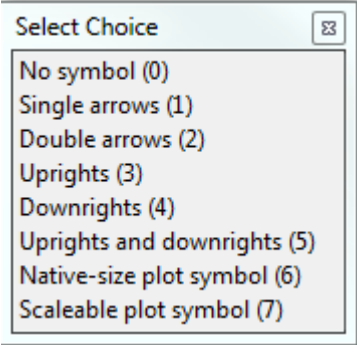 Select Choice
No symbol (0)
Single arrows (1)
Double arrows (2)
Uprights (3)
Downrights (4)
Uprights and downrights (5)
Native-size plot symbol (6)
Scaleable plot symbol (7)